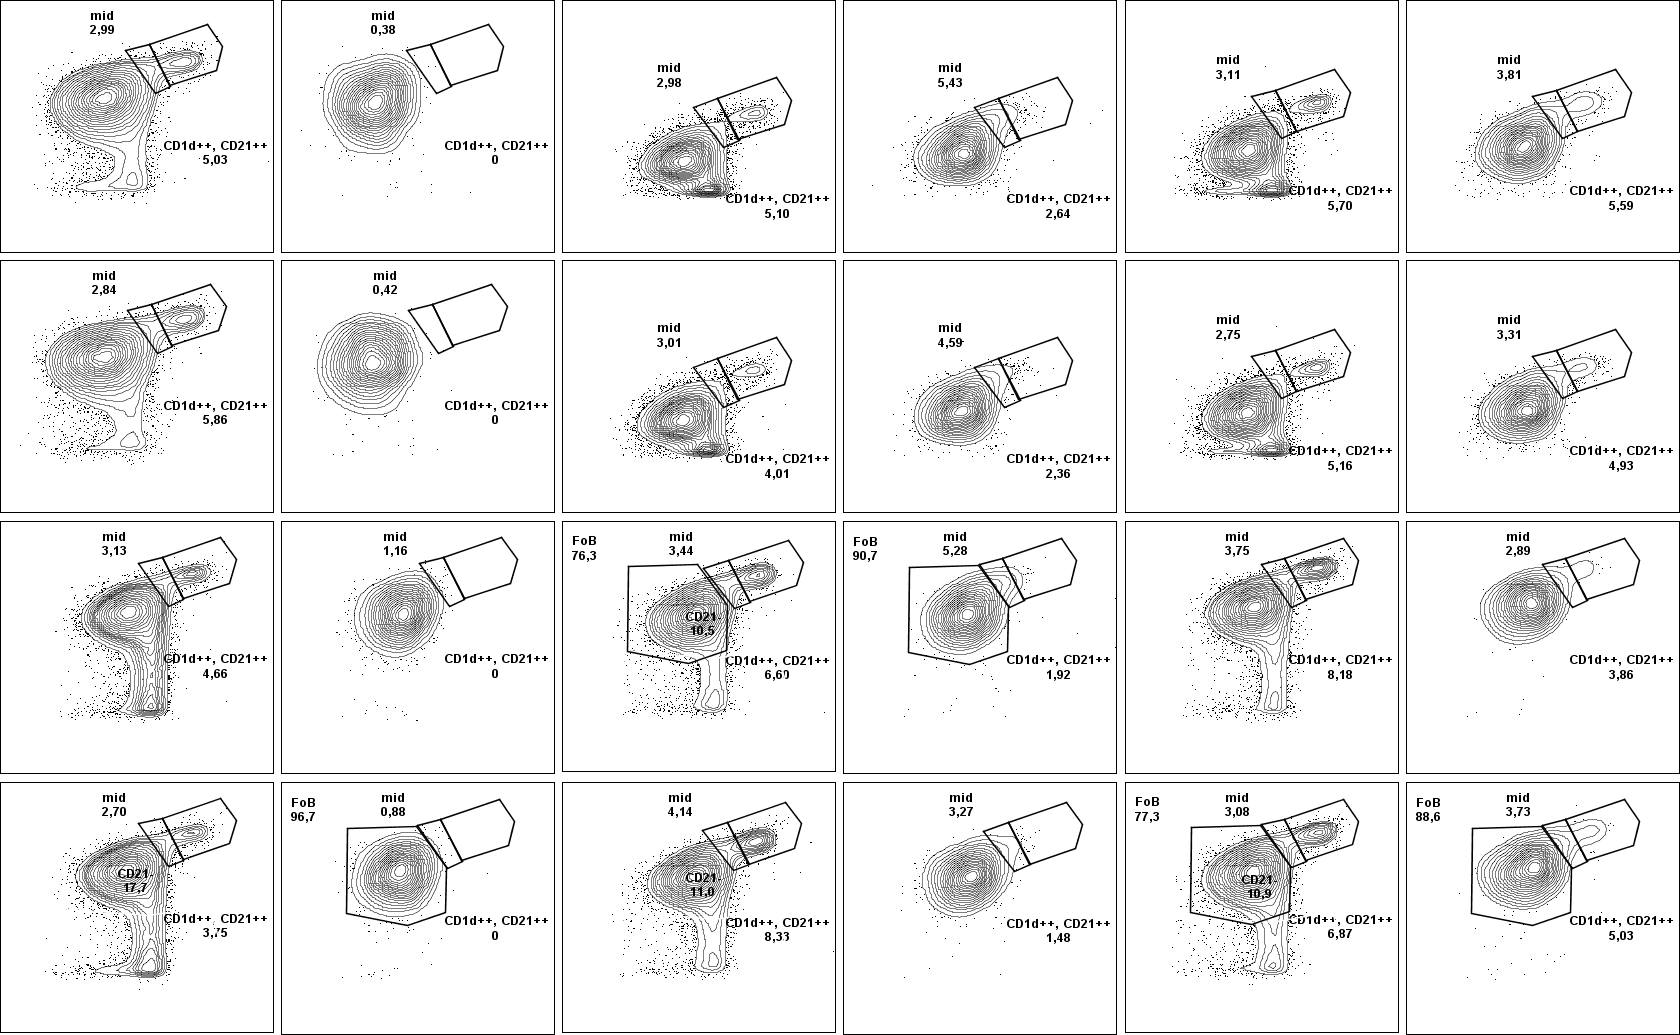 mid
2,99
CD1d++, CD21++
5,03
mid
0,38
CD1d++, CD21++
0
mid
2,98
CD1d++, CD21++
5,10
mid
5,43
CD1d++, CD21++
2,64
mid
3,11
CD1d++, CD21++
5,70
mid
3,81
CD1d++, CD21++
5,59
mid
2,84
CD1d++, CD21++
5,86
mid
0,42
CD1d++, CD21++
0
mid
3,01
CD1d++, CD21++
4,01
mid
4,59
CD1d++, CD21++
2,36
mid
2,75
CD1d++, CD21++
5,16
mid
3,31
CD1d++, CD21++
4,93
mid
3,13
CD1d++, CD21++
4,66
mid
1,16
CD1d++, CD21++
0
FoB
76,3
mid
3,44
CD21-
10,5
CD1d++, CD21++
6,60
FoB
90,7
mid
5,28
CD1d++, CD21++
1,92
mid
3,75
CD1d++, CD21++
8,18
mid
2,89
CD1d++, CD21++
3,86
mid
2,70
CD21-
17,7
CD1d++, CD21++
3,75
FoB
96,7
mid
0,88
CD1d++, CD21++
0
mid
4,14
CD21-
11,0
CD1d++, CD21++
8,33
mid
3,27
CD1d++, CD21++
1,48
FoB
77,3
mid
3,08
CD21-
10,9
CD1d++, CD21++
6,87
FoB
88,6
mid
3,73
CD1d++, CD21++
5,03